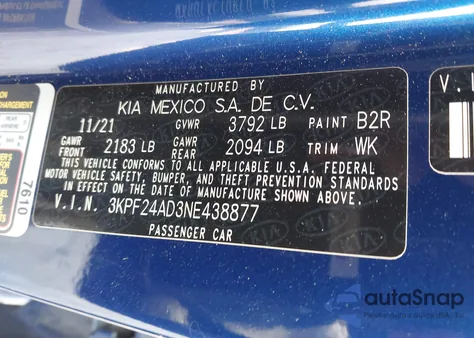 MANUFACTURED BY
KIA MEXICO S.A. DE C.V.
11/21 GVWR 3792 LB PAINT B2R
GAWR FRONT 2183 LB GAWR REAR 2094 LB TRIM WK
THIS VEHICLE CONFORMS TO ALL APPLICABLE U.S.A. FEDERAL
MOTOR VEHICLE SAFETY, BUMPER, AND THEFT PREVENTION STANDARDS
IN EFFECT ON THE DATE OF MANUFACTURE SHOWN ABOVE.
V.I.N. 3KPF24AD3NE438877
PASSENGER CAR
7610
V.I.
autoSnap